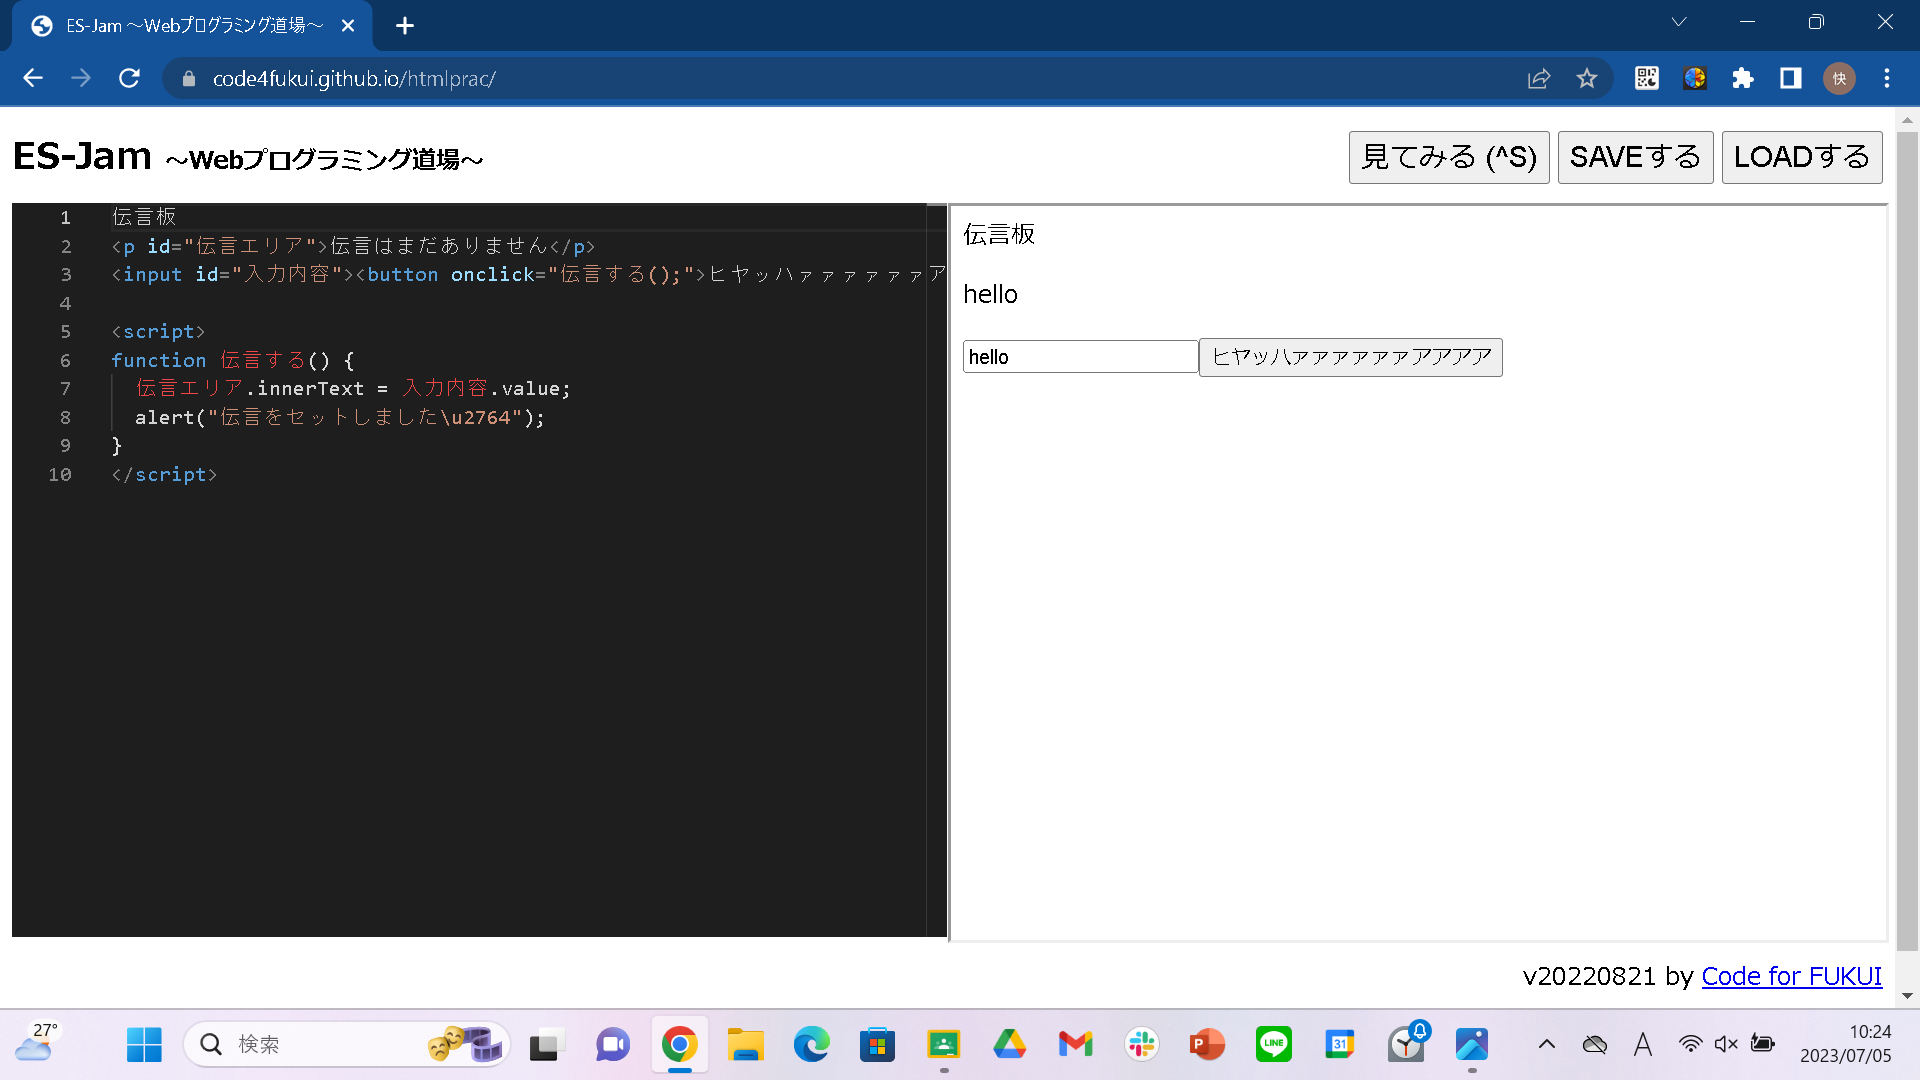 ES-Jam ～Webプログラミング道場～
code4fukui.github.io/htmlprac/
快
ES-Jam ～Webプログラミング道場～
見てみる (^S)
SAVEする
LOADする
1 伝言板
2 <p id="伝言エリア">伝言はまだありません</p>
3 <input id="入力内容"><button onclick="伝言する();">ヒヤッハァァァァァァア
4
5 <script>
6 function 伝言する() {
7 伝言エリア.innerText = 入力内容.value;
8 alert("伝言をセットしました\u2764");
9 }
10 </script>
伝言板
hello
hello
ヒヤッハァァァァァァアアアア
v20220821 by Code for FUKUI
27°
検索
P
LINE
31
A
10:24
2023/07/05